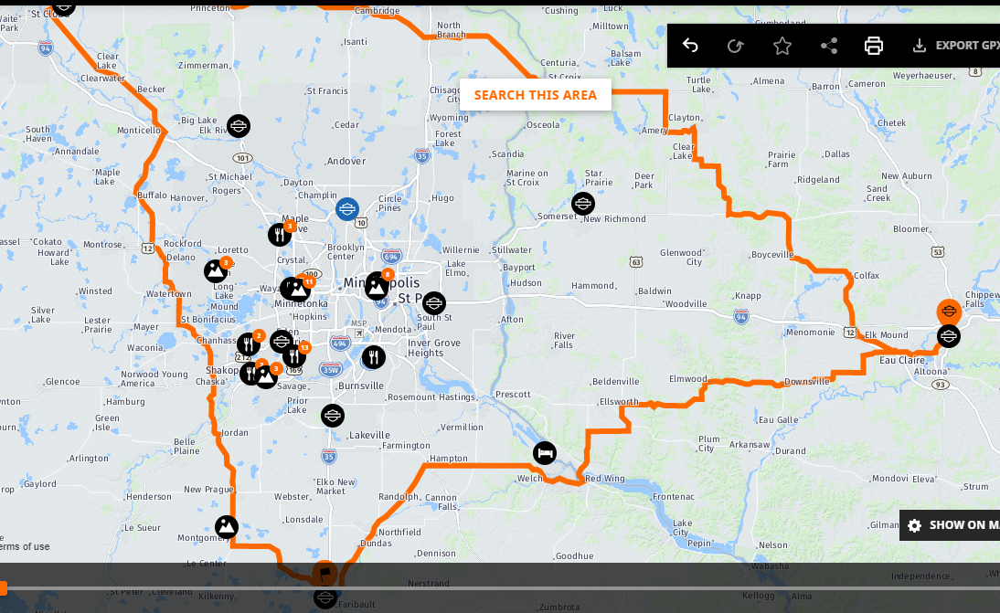 Princeton
Cambridge
Cushing
Luck
Cumberland
St Cloud
Waite
Park
North
Branch
Milltown
Isanti
94
Clear
Lake
Zimmerman,
Balsam
Lake
Centuria,
St Croix
EXPORT GPX
Weyerhaeuser,
8
Clearwater
Becker
St Francis
Chisago
City
SEARCH THIS AREA
Turtle
Lake,
Almena
Barron
Cameron
Big Lake
Elk River
Cedar
Wyoming
Osceola
Clayton,
Amery
Chetek
South
Haven
Monticello
Forest
Lake
Annandale
101
Andover
35
Scandia
Clear
Lake
Prairie
Farm
Dallas
Maple
Lake
St Michael
Rogers
Dayton
Champlin
Marine on
St Croix
Star
Prairie
Deer
Park
Ridgeland
New Auburn
Sand
Creek
Buffalo
Hanover,
Circle
Pines
Hugo
Somerset
New Richmond
Bloomer,
3
Maple
10
Cokato
Howard
Lake
Montrose,
12
Rockford
Delano
Loretto
Brooklyn
Center
694
Willernie
Stillwater
Glenwood
City
Boyceville
53
3
Crystal,
Lake
Elmo,
63
Bayport
Colfax
Long
Lake
100
11
8
Minneapolis
Hudson
Hammond,
Baldwin
Winsted
Watertown
Minnetonka
St P
Woodville
Knapp
Chippewa
Falls
Silver
Lake
Lester
Prairie
Mayer
St Bonifacius
Hopkins
MSP
South St
Paul
Afton
94
Menomonie
12
Elk Mound
Waconia,
Chanhassen
2
Eden
Prairie
494
Mendota
Inver Grove
Heights
River
Falls
Eau Claire
Altoona
212
13
169
35W
Glencoe
Norwood Young
America
Shakopee
Chaska
3
Savage,
Burnsville
Beldenville
Elmwood
Downsville
93
Hamburg
Prior
Lake
Rosemount
Hastings,
Prescott
Ellsworth
Green
Isle
Eau Galle
Jordan
Lakeville
Vermillion
Plum
City
Arkansaw
Durand
Belle
Plaine
Farmington
Arlington
35
Hampton
Welch
Red Wing
Mondovi
Eleva
Gaylord
Elko New
Market
Strum
Henderson
New Prague
Webster,
Randolph,
Cannon
Falls,
Frontenac
Lonsdale
Lake
City
Gilman
SHOW ON MA
Le Sueur
Montgomery
Northfield
Dundas
Pepin
Nelson
erms of use
Le Center
Dennison
Goodhue
Wabasha
Independence,
St Peter
Cleveland
Kilkenny,
Nerstrand
Kellogg
Alma
Faribault
Zumbrota